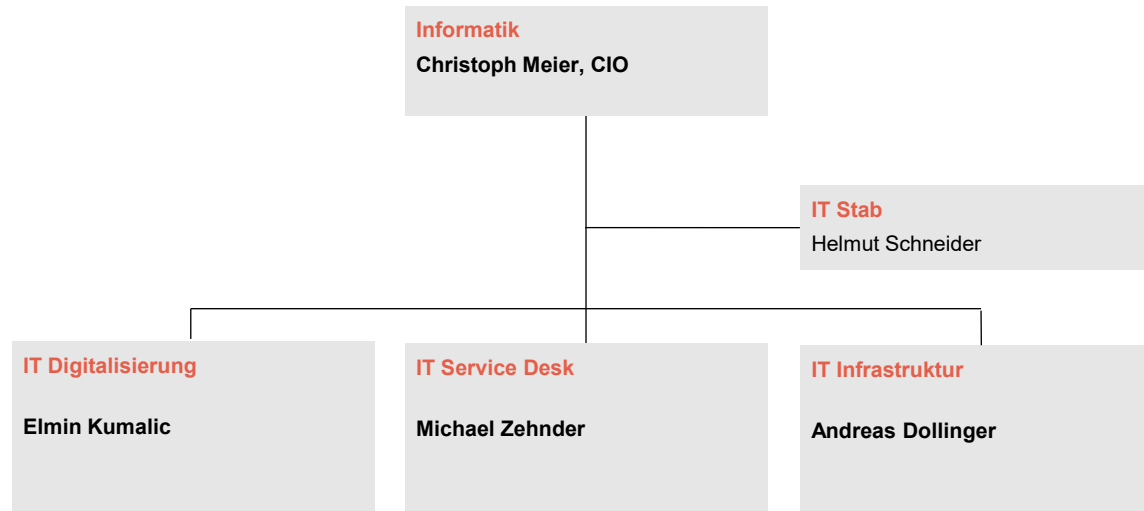 Informatik
Christoph Meier, CIO
IT Stab
Helmut Schneider
IT Digitalisierung
Elmin Kumalic
IT Service Desk
Michael Zehnder
IT Infrastruktur
Andreas Dollinger